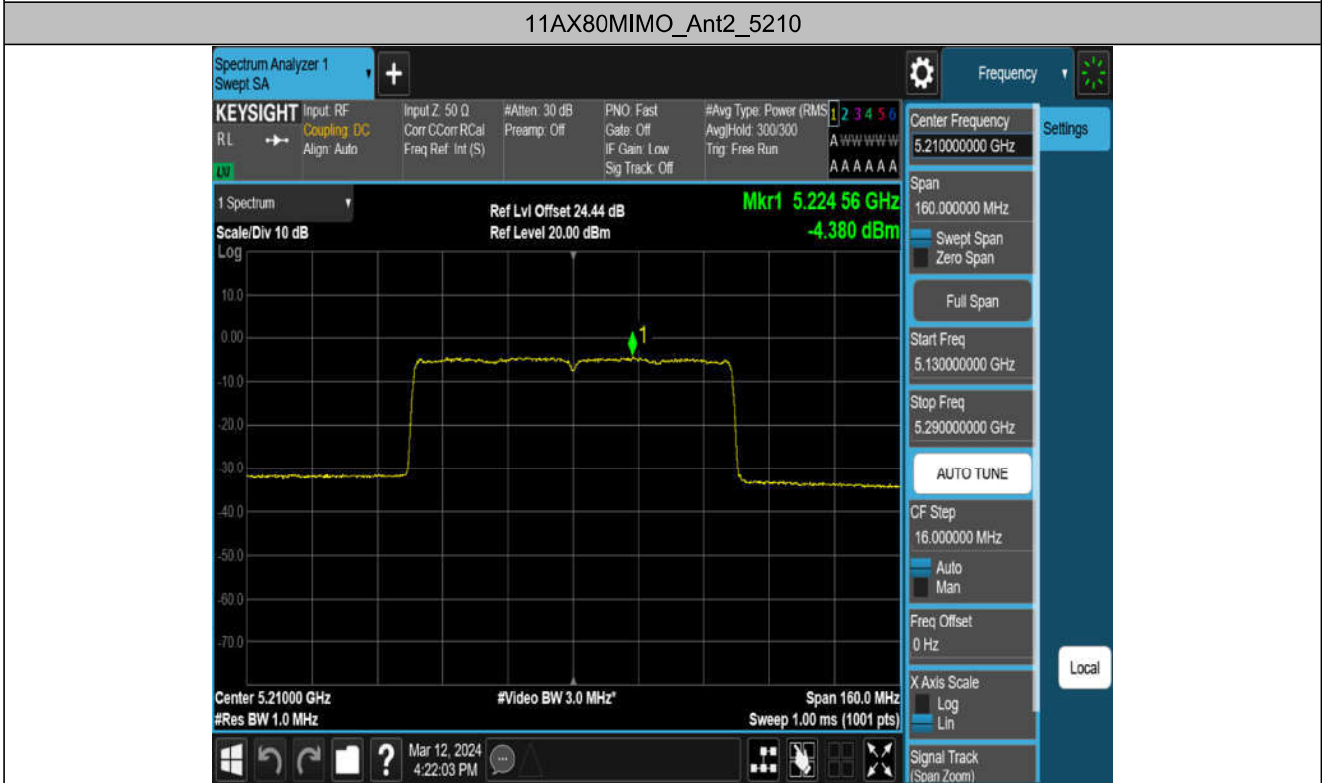 11AX80MIMO_Ant2_5210
Spectrum Analyzer 1
Swept SA
+
Frequency
KEYSIGHT
RL
Input: RF
Coupling: DC
Align: Auto
Input Z: 50 Ω
Corr CCorr RCal
Freq Ref: Int (S)
#Atten: 30 dB
Preamp: Off
PNO: Fast
Gate: Off
IF Gain: Low
Sig Track: Off
#Avg Type: Power (RMS
Avg|Hold: 300/300
Trig: Free Run
1 2 3 4 5 6
A W W W W W
A A A A A A
1 Spectrum
Scale/Div 10 dB
Log
Ref Lvl Offset 24.44 dB
Ref Level 20.00 dBm
Mkr1 5.224 56 GHz
-4.380 dBm
10.0
0.00
-10.0
-20.0
-30.0
-40.0
-50.0
-60.0
-70.0
1
Center 5.21000 GHz
#Res BW 1.0 MHz
#Video BW 3.0 MHz*
Span 160.0 MHz
Sweep 1.00 ms (1001 pts)
?
Mar 12, 2024
4:22:03 PM
Center Frequency
5.210000000 GHz
Settings
Span
160.000000 MHz
Swept Span
Zero Span
Full Span
Start Freq
5.130000000 GHz
Stop Freq
5.290000000 GHz
AUTO TUNE
CF Step
16.000000 MHz
Auto
Man
Freq Offset
0 Hz
X Axis Scale
Log
Lin
Local
Signal Track
(Span Zoom)